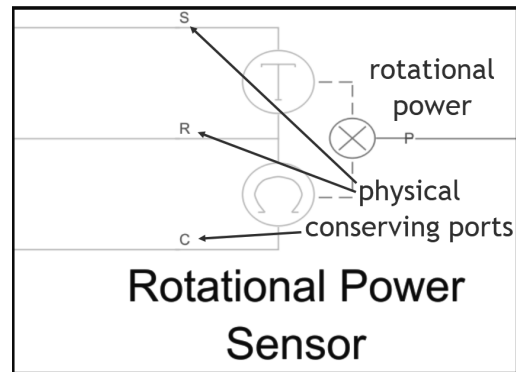 S
T
rotational
power
R
P
Ω
physical
conserving ports
C
Rotational Power
Sensor